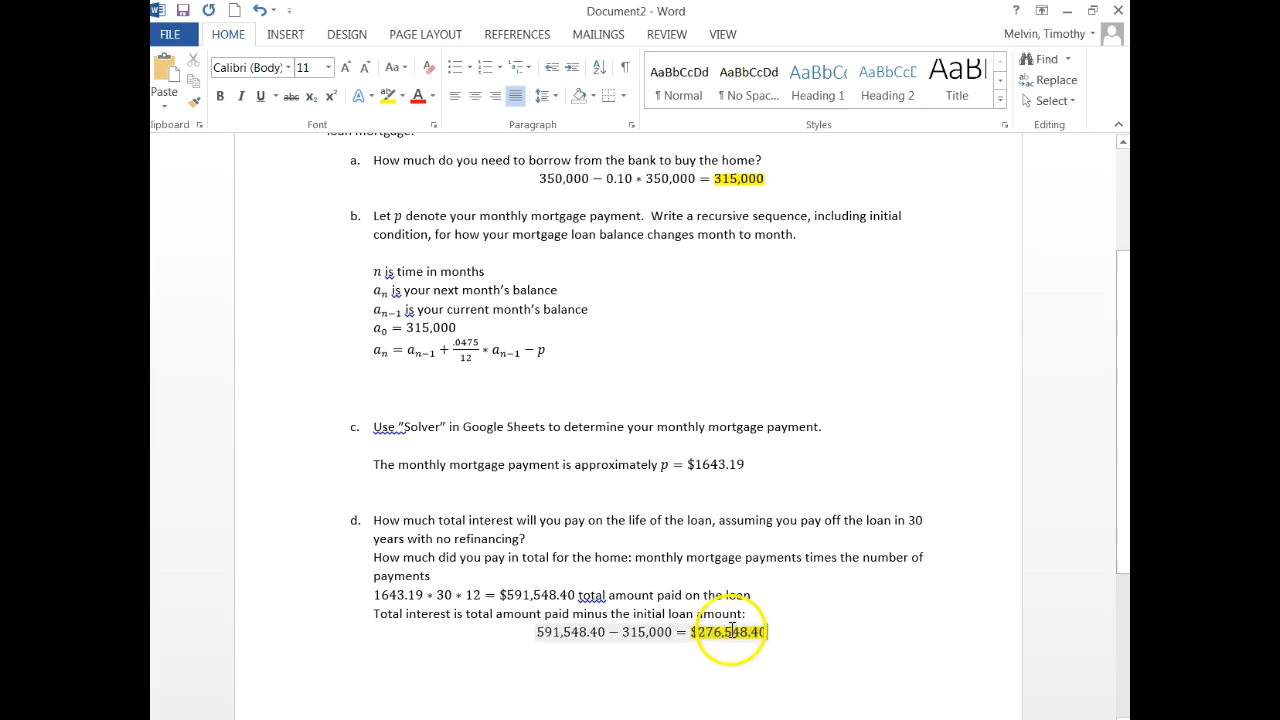 Document2 - Word
FILE HOME INSERT DESIGN PAGE LAYOUT REFERENCES MAILINGS REVIEW VIEW
Melvin, Timothy
Calibri (Body) 11
Paste
AaBbCcDd AaBbCcDd AaBbCc AaBbCcD AaB
¶ Normal ¶ No Spac... Heading 1 Heading 2 Title
Find
Replace
Select
lipboard Font Paragraph Styles Editing
loan mortgage.
a. How much do you need to borrow from the bank to buy the home?
350,000 − 0.10 * 350,000 = 315,000
b. Let p denote your monthly mortgage payment. Write a recursive sequence, including initial
condition, for how your mortgage loan balance changes month to month.
n is time in months
aₙ is your next month's balance
aₙ₋₁ is your current month's balance
a₀ = 315,000
aₙ = aₙ₋₁ + .0475/12 * aₙ₋₁ − p
c. Use "Solver" in Google Sheets to determine your monthly mortgage payment.
The monthly mortgage payment is approximately p = $1643.19
d. How much total interest will you pay on the life of the loan, assuming you pay off the loan in 30
years with no refinancing?
How much did you pay in total for the home: monthly mortgage payments times the number of
payments
1643.19 * 30 * 12 = $591,548.40 total amount paid on the loan
Total interest is total amount paid minus the initial loan amount:
591,548.40 − 315,000 = $276,548.40